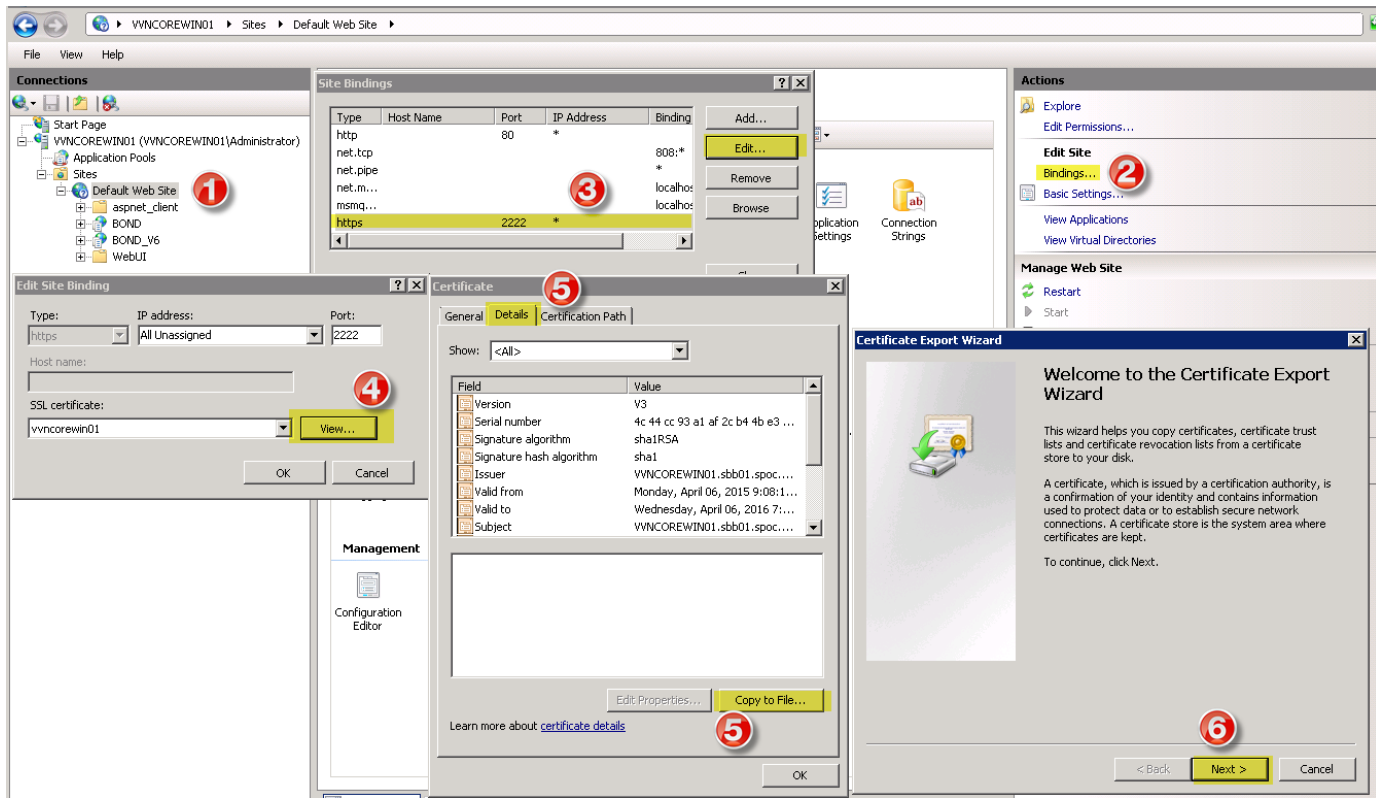 VVNCOREWIN01 Sites Default Web Site
File View Help
Connections
Start Page
VVNCOREWIN01 (VVNCOREWIN01\Administrator)
Application Pools
Sites
Default Web Site
aspnet_client
BOND
BOND_V6
WebUI
1
Site Bindings
Type Host Name Port IP Address Binding
http 80 *
net.tcp 808:*
net.pipe *
net.m... localhos
msmq... localhos
https 2222 *
3
Add...
Edit...
Remove
Browse
Settings
Connection
Strings
Actions
Explore
Edit Permissions...
Edit Site
Bindings...
2
Basic Settings...
View Applications
View Virtual Directories
Manage Web Site
Restart
Start
Edit Site Binding
Type: IP address: Port:
https All Unassigned 2222
Host name:
SSL certificate:
vvncorewin01
4
View...
OK Cancel
Management
Configuration
Editor
Certificate
5
General Details Certification Path
Show: <All>
Field Value
Version V3
Serial number 4c 44 cc 93 a1 af 2c b4 4b e3 ...
Signature algorithm sha1RSA
Signature hash algorithm sha1
Issuer VVNCOREWIN01.sbb01.spoc....
Valid from Monday, April 06, 2015 9:08:1...
Valid to Wednesday, April 06, 2016 7:...
Subject VVNCOREWIN01.sbb01.spoc....
Edit Properties... Copy to File...
Learn more about certificate details
5
OK
Certificate Export Wizard
Welcome to the Certificate Export
Wizard
This wizard helps you copy certificates, certificate trust
lists and certificate revocation lists from a certificate
store to your disk.
A certificate, which is issued by a certification authority, is
a confirmation of your identity and contains information
used to protect data or to establish secure network
connections. A certificate store is the system area where
certificates are kept.
To continue, click Next.
6
< Back Next > Cancel